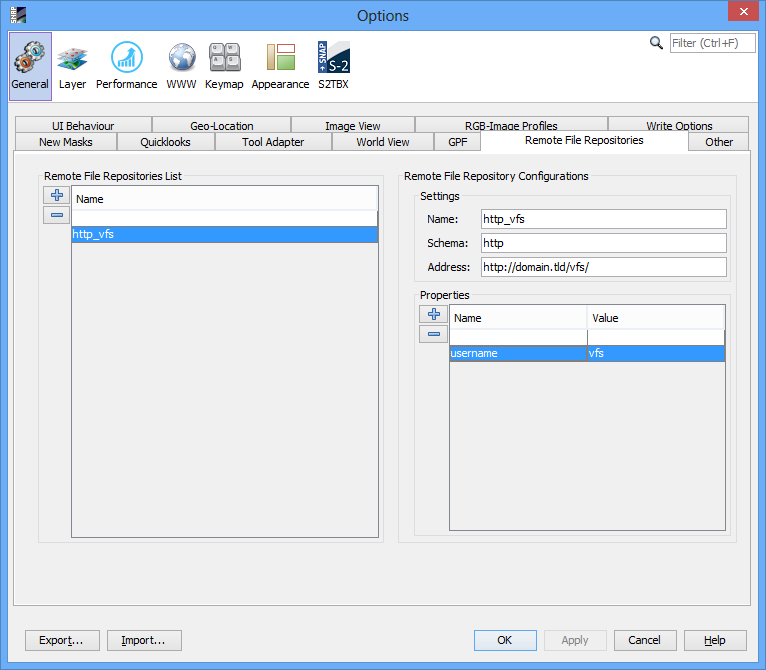 SNAP
Options
General
Layer
Performance
WWW
Keymap
Appearance
SNAP + S-2
S2TBX
Filter (Ctrl+F)
UI Behaviour
Geo-Location
Image View
RGB-Image Profiles
Write Options
New Masks
Quicklooks
Tool Adapter
World View
GPF
Remote File Repositories
Other
Remote File Repositories List
Name
http_vfs
Remote File Repository Configurations
Settings
Name: http_vfs
Schema: http
Address: http://domain.tld/vfs/
Properties
Name Value
username vfs
Export...
Import...
OK
Apply
Cancel
Help